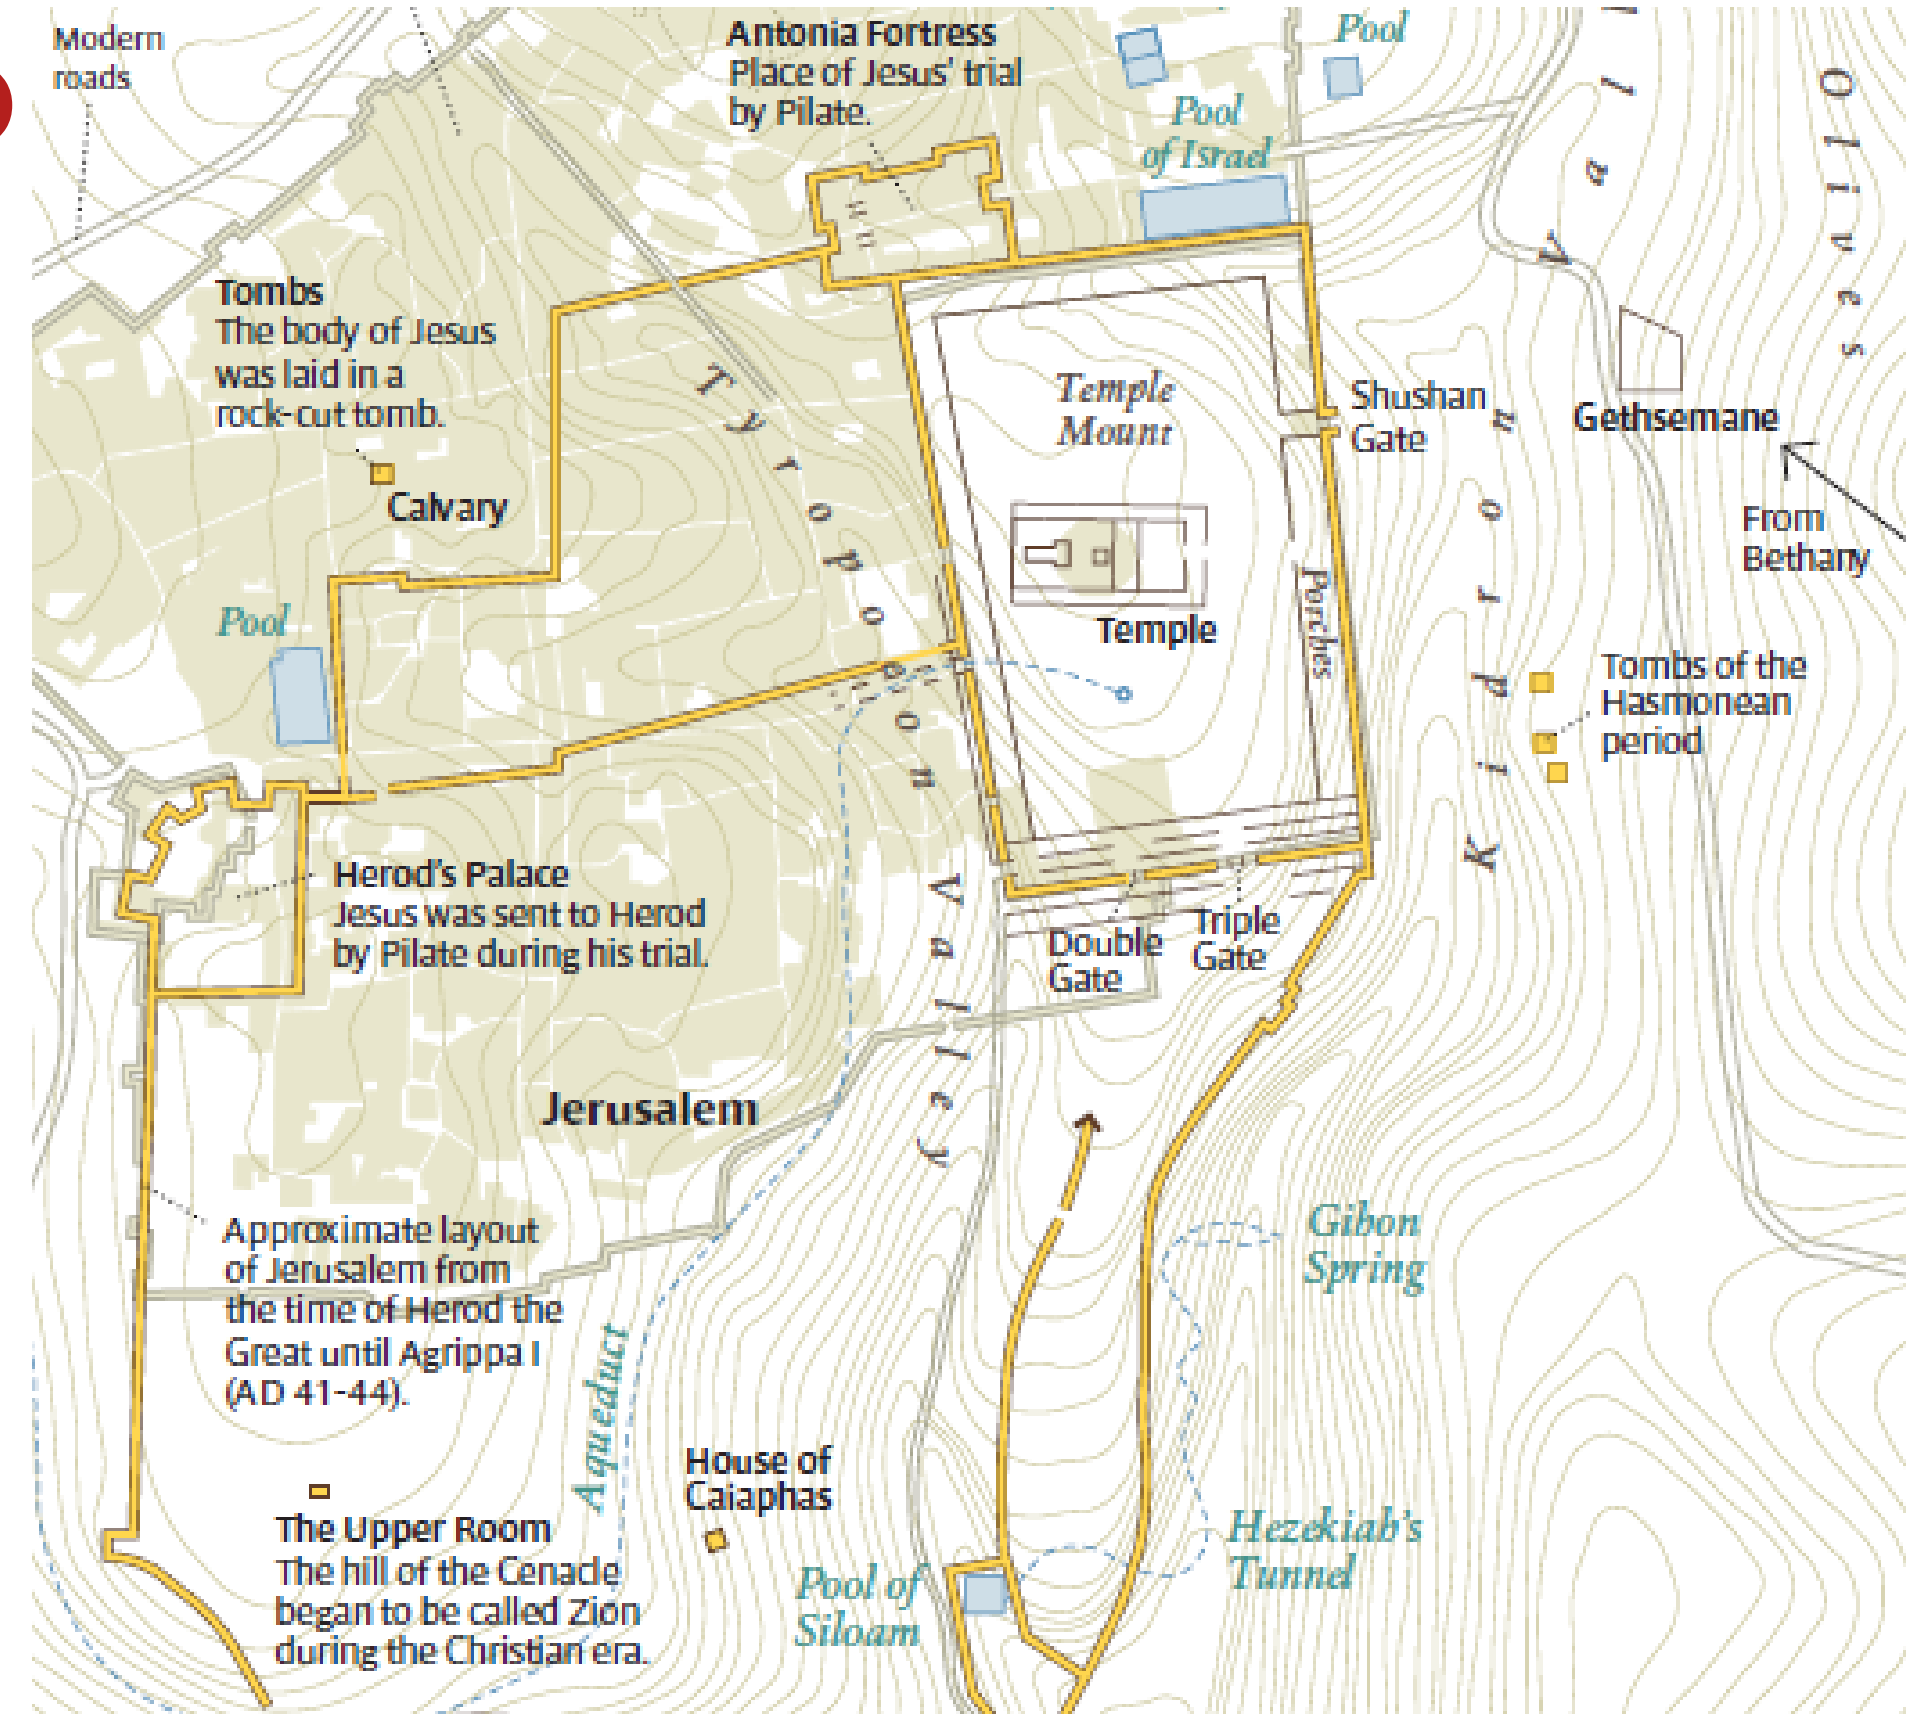 Modern
roads
Antonia Fortress
Place of Jesus' trial
by Pilate.
Pool
Pool
of Israel
Tombs
The body of Jesus
was laid in a
rock-cut tomb.
Calvary
Pool
Tyropoeon
Valley
Temple
Mount
Temple
Porches
Shushan
Gate
Gethsemane
From
Bethany
Olives
Kidron
Val
Tombs of the
Hasmonean
period
Herod's Palace
Jesus was sent to Herod
by Pilate during his trial.
Double
Gate
Triple
Gate
Jerusalem
Approximate layout
of Jerusalem from
the time of Herod the
Great until Agrippa I
(AD 41-44).
Aqueduct
Gibon
Spring
House of
Caiaphas
The Upper Room
The hill of the Cenacle
began to be called Zion
during the Christian era.
Pool of
Siloam
Hezekiah's
Tunnel